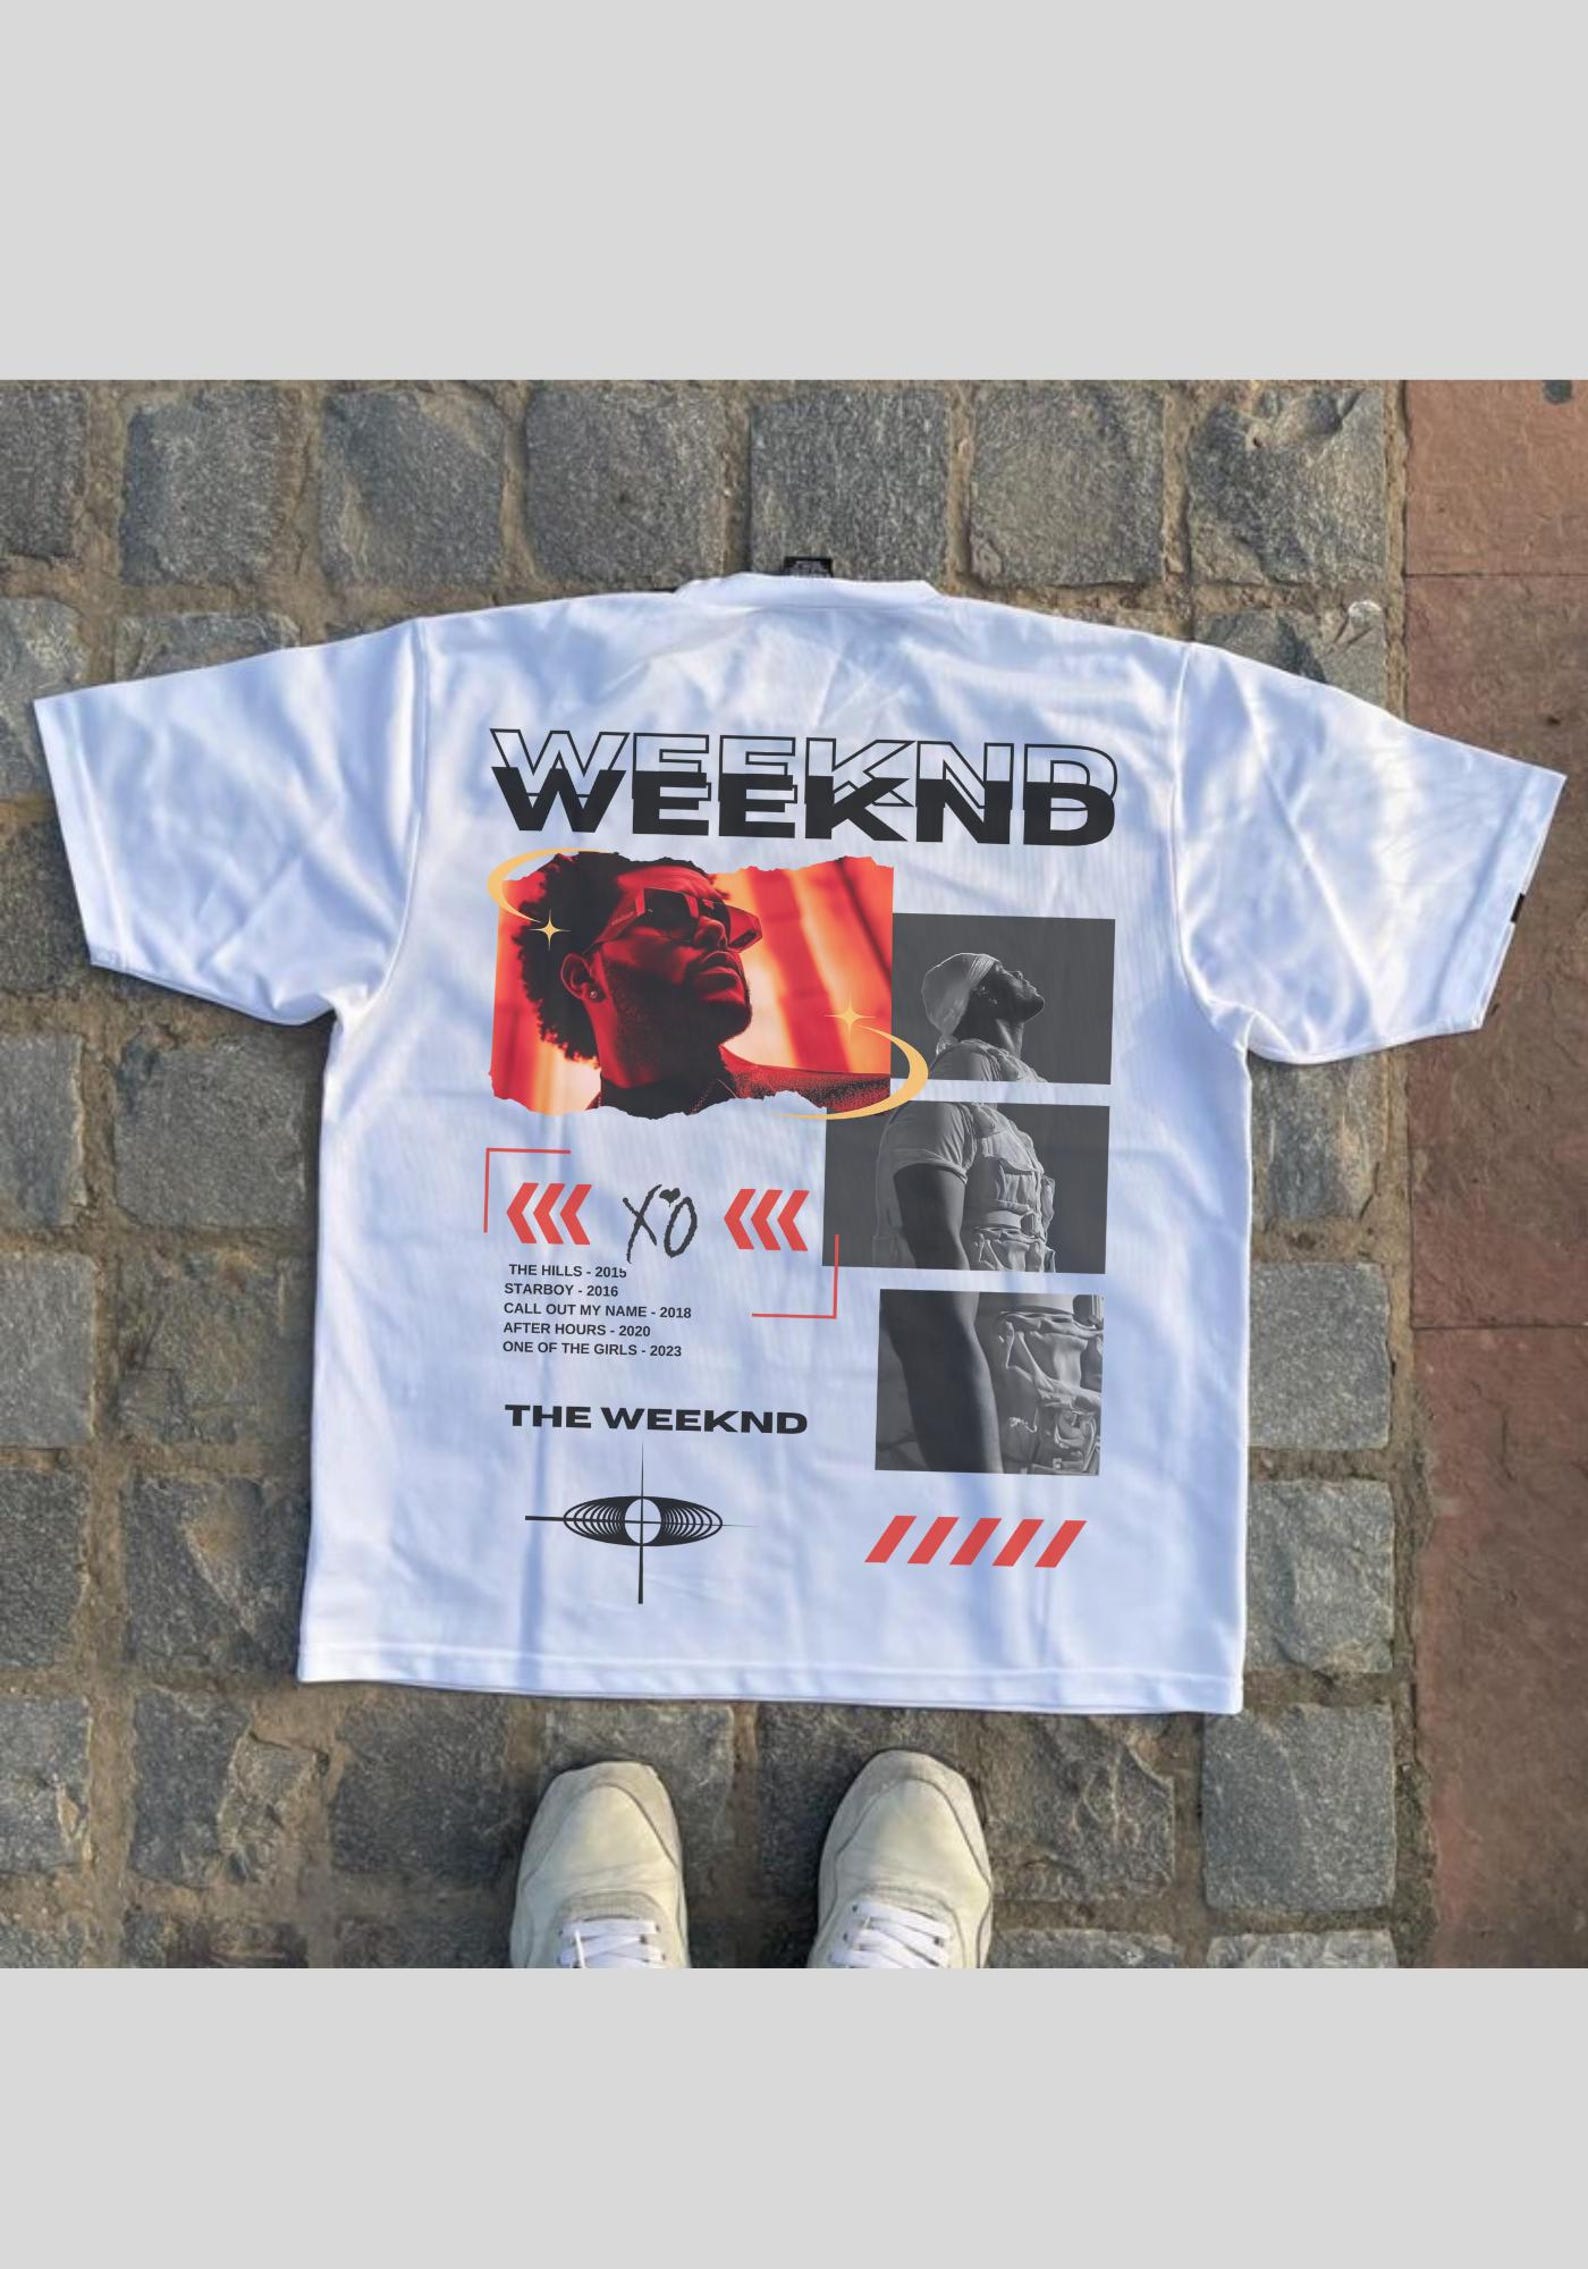 WEEKND
WEEKND
XO
THE HILLS - 2015
STARBOY - 2016
CALL OUT MY NAME - 2018
AFTER HOURS - 2020
ONE OF THE GIRLS - 2023
THE WEEKND